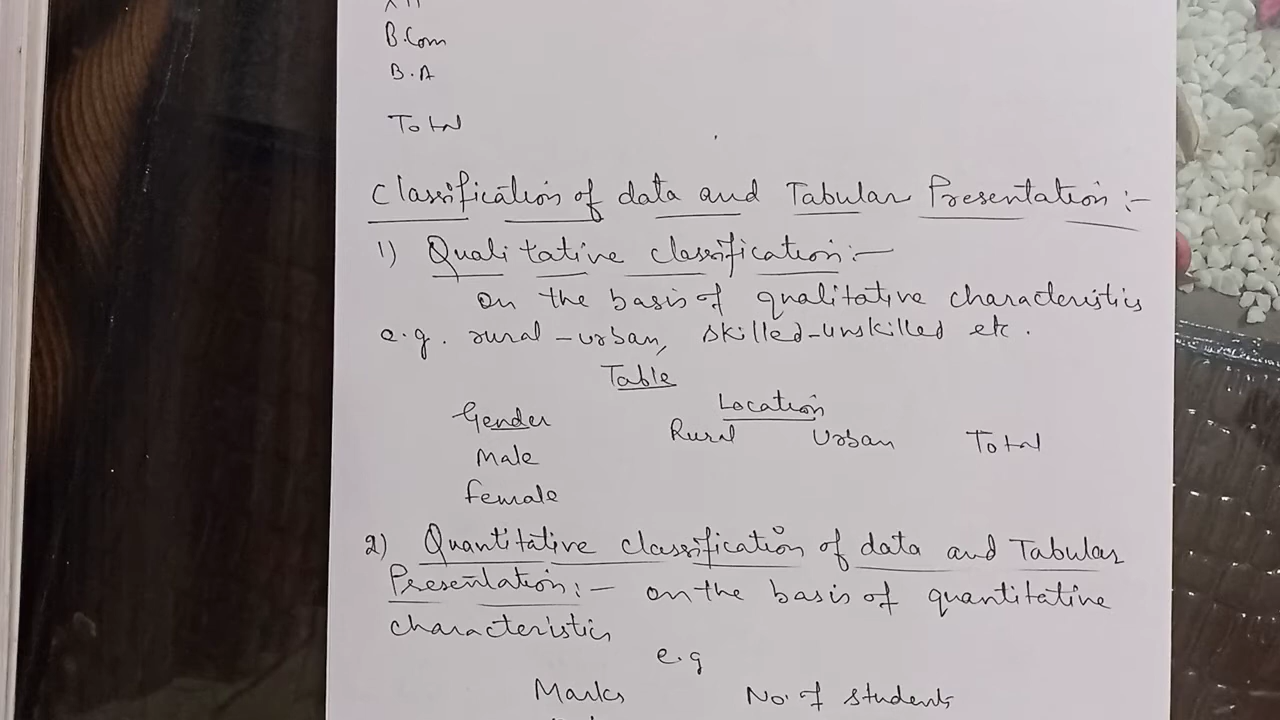 B.Com
B.A
Total
Classification of data and Tabular Presentation:-
1) Qualitative classification:-
on the basis of qualitative characteristics
e.g. rural-urban, skilled-unskilled etc.
Table
Gender Location
Rural Urban Total
Male
Female
2) Quantitative classification of data and Tabular
Presentation:- on the basis of quantitative
characteristics
e.g
Marks No. of students